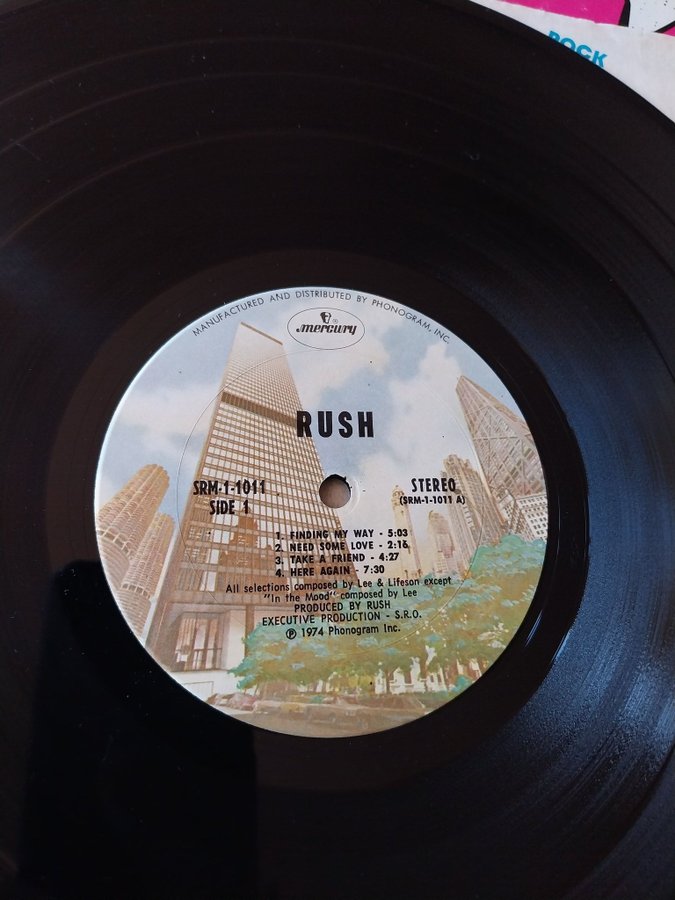 ROCK
MANUFACTURED AND DISTRIBUTED BY PHONOGRAM, INC.
mercury ®
RUSH
SRM-1-1011
SIDE 1
STEREO
(SRM-1-1011 A)
1. FINDING MY WAY - 5:03
2. NEED SOME LOVE - 2:16
3. TAKE A FRIEND - 4:27
4. HERE AGAIN - 7:30
All selections composed by Lee & Lifeson except
"In the Mood" composed by Lee
PRODUCED BY RUSH
EXECUTIVE PRODUCTION - S.R.O.
℗ 1974 Phonogram Inc.